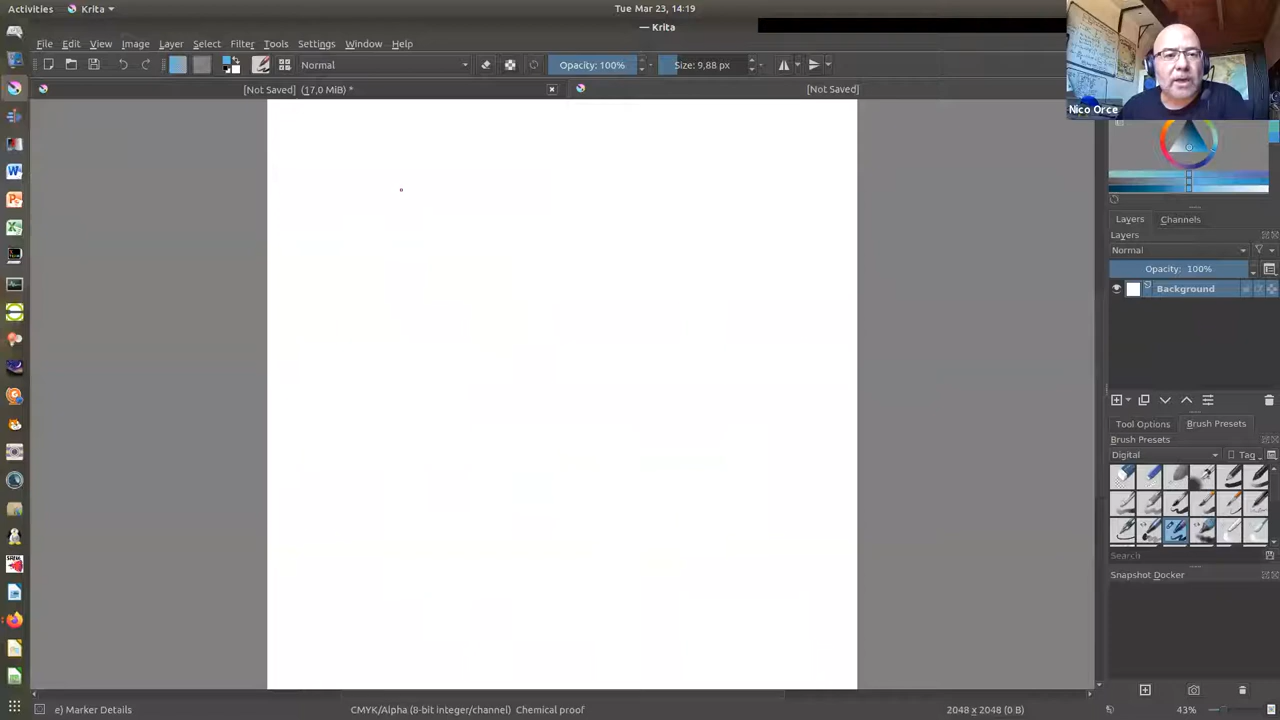 Activities
Krita
Tue Mar 23, 14:19
— Krita
File Edit View Image Layer Select Filter Tools Settings Window Help
Normal
Opacity: 100%
Size: 9,88 px
[Not Saved] (17,0 MiB) *
[Not Saved]
Nico Orce
Layers Channels
Layers
Normal
Opacity: 100%
Background
Tool Options Brush Presets
Brush Presets
Digital
Tag
Search
Snapshot Docker
e) Marker Details
CMYK/Alpha (8-bit integer/channel) Chemical proof
2048 x 2048 (0 B)
43%